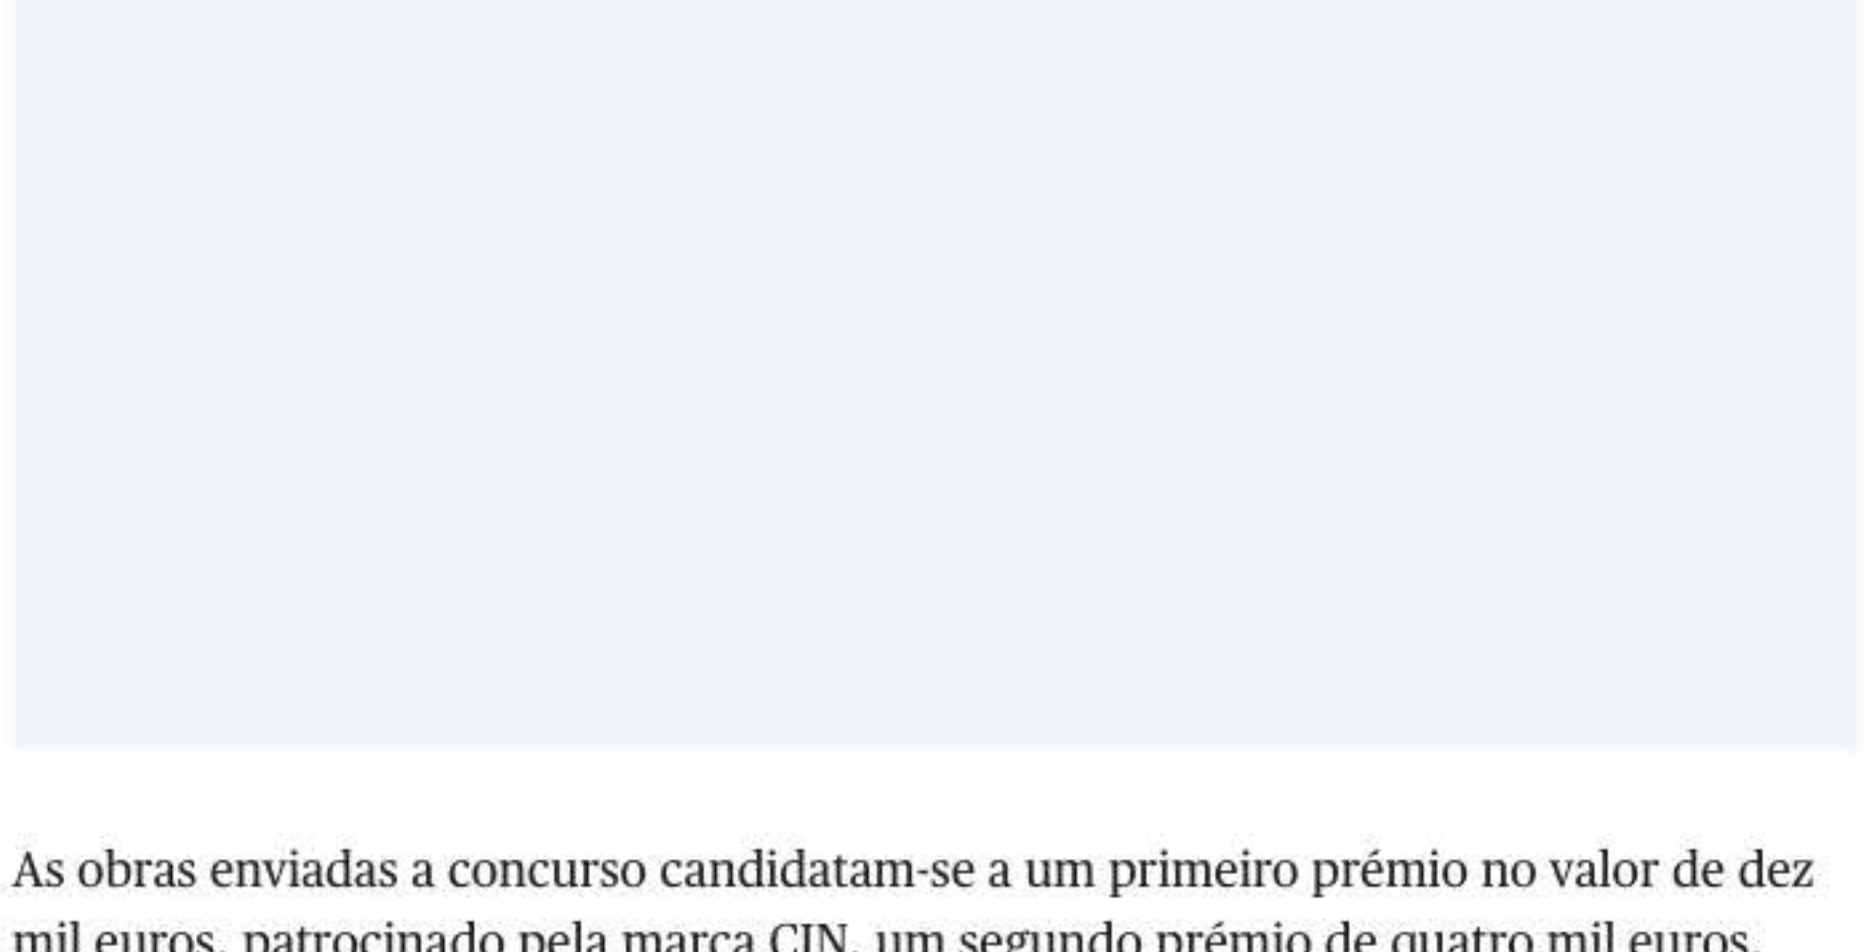 As obras enviadas a concurso candidatam-se a um primeiro prémio no valor de dez
mil euros, patrocinado pela marca CIN, um segundo prémio de quatro mil euros,